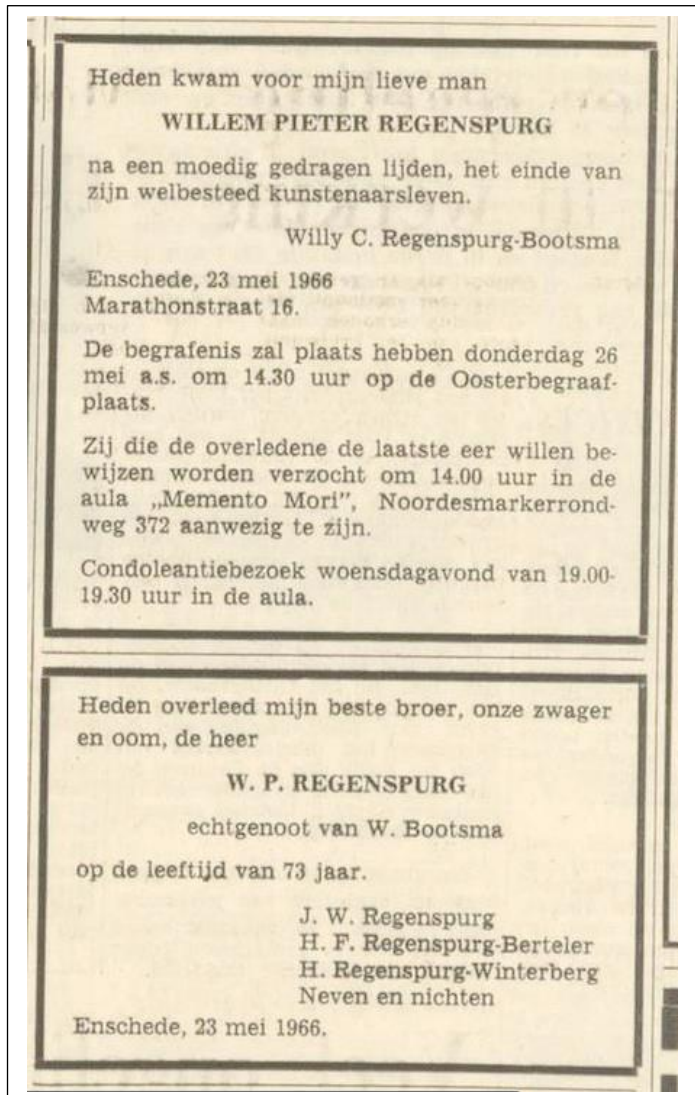 Heden kwam voor mijn lieve man
WILLEM PIETER REGENSPURG
na een moedig gedragen lijden, het einde van
zijn welbesteed kunstenaarsleven.
Willy C. Regenspurg-Bootsma
Enschede, 23 mei 1966
Marathonstraat 16.
De begrafenis zal plaats hebben donderdag 26
mei a.s. om 14.30 uur op de Oosterbegraaf-
plaats.
Zij die de overledene de laatste eer willen be-
wijzen worden verzocht om 14.00 uur in de
aula „Memento Mori”, Noordesmarkerrond-
weg 372 aanwezig te zijn.
Condoleantiebezoek woensdagavond van 19.00-
19.30 uur in de aula.
Heden overleed mijn beste broer, onze zwager
en oom, de heer
W. P. REGENSPURG
echtgenoot van W. Bootsma
op de leeftijd van 73 jaar.
J. W. Regenspurg
H. F. Regenspurg-Berteler
H. Regenspurg-Winterberg
Neven en nichten
Enschede, 23 mei 1966.